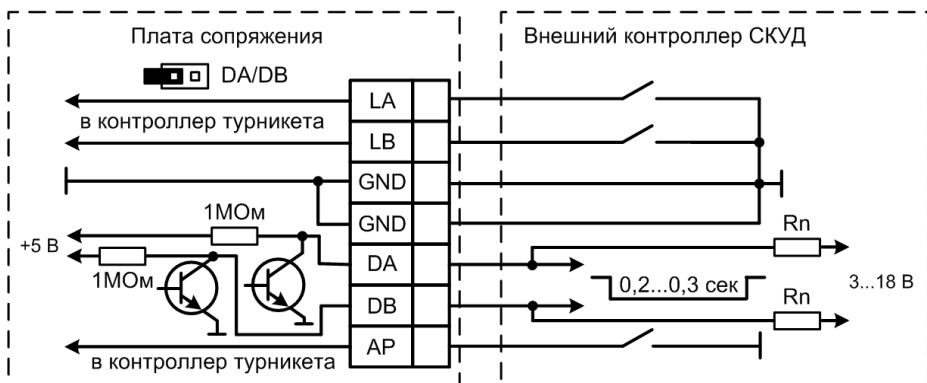 Плата сопряжения
Внешний контроллер СКУД
DA/DB
LA
в контроллер турникета
LB
GND
GND
1МОм
Rn
+5 В
DA
1МОм
0,2...0,3 сек
3...18 В
DB
Rn
AP
в контроллер турникета